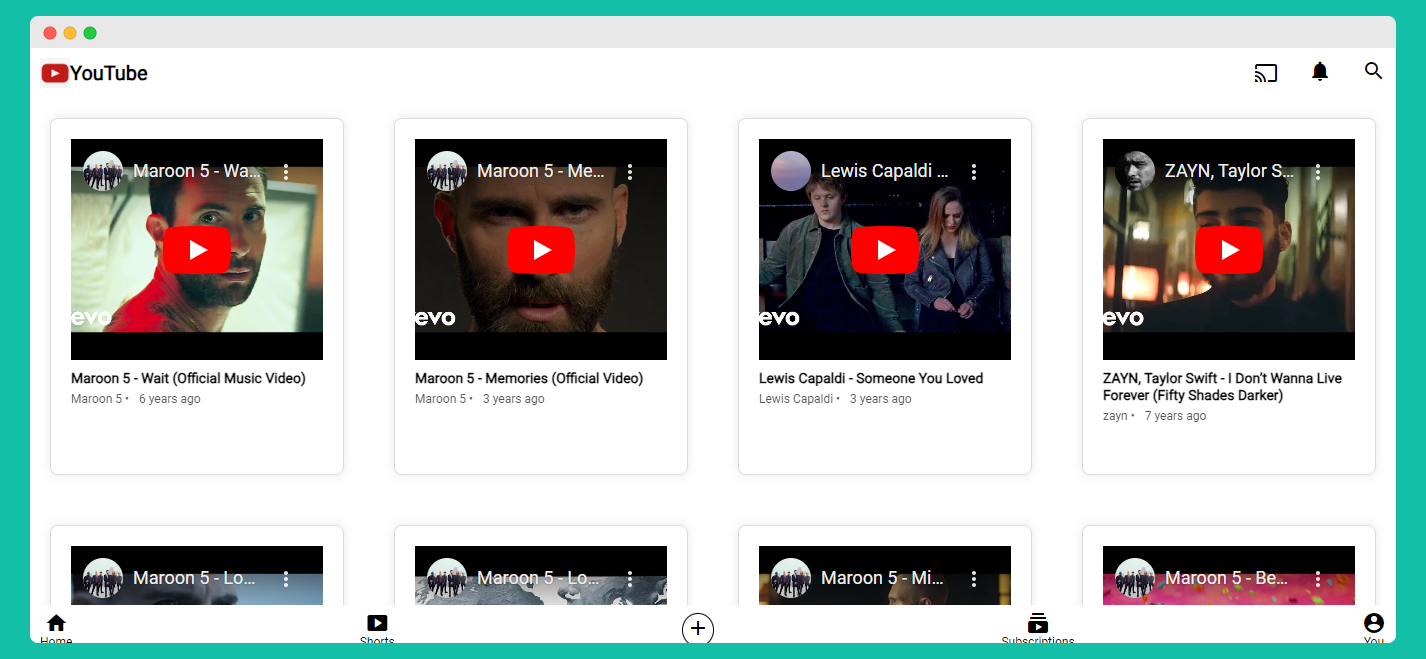 YouTube
Maroon 5 - Wa...
Maroon 5 - Me...
Lewis Capaldi ...
ZAYN, Taylor S...
evo
evo
evo
evo
Maroon 5 - Wait (Official Music Video)
Maroon 5 • 6 years ago
Maroon 5 - Memories (Official Video)
Maroon 5 • 3 years ago
Lewis Capaldi - Someone You Loved
Lewis Capaldi • 3 years ago
ZAYN, Taylor Swift - I Don’t Wanna Live
Forever (Fifty Shades Darker)
zayn • 7 years ago
Maroon 5 - Lo...
Maroon 5 - Lo...
Maroon 5 - Mi...
Maroon 5 - Be...
Home
Shorts
Subscriptions
You